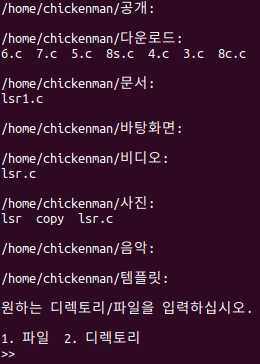 /home/chickenman/공개:
/home/chickenman/다운로드:
6.c 7.c 5.c 8s.c 4.c 3.c 8c.c
/home/chickenman/문서:
lsr1.c
/home/chickenman/바탕화면:
/home/chickenman/비디오:
lsr.c
/home/chickenman/사진:
lsr copy lsr.c
/home/chickenman/음악:
/home/chickenman/템플릿:
원하는 디렉토리/파일을 입력하십시오.
1. 파일 2. 디렉토리
>>